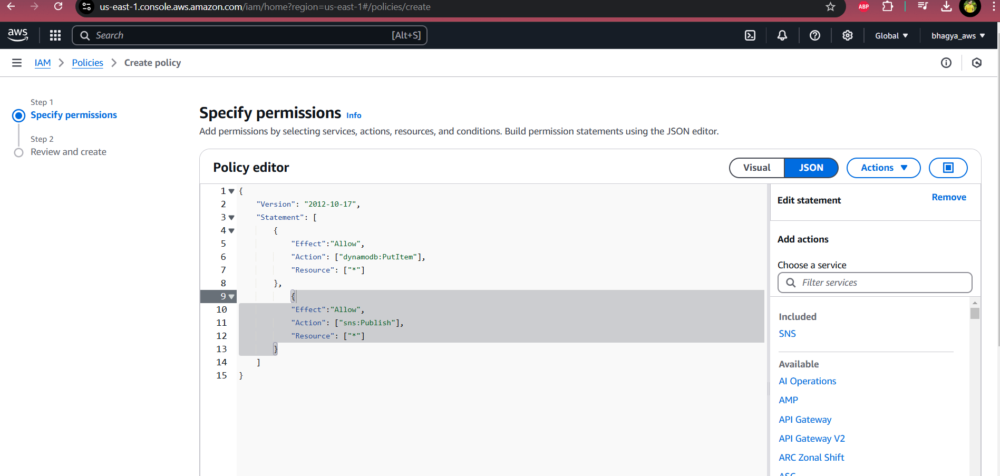 us-east-1.console.aws.amazon.com/iam/home?region=us-east-1#/policies/create
ABP
aws
Search
[Alt+S]
Global
bhagya_aws
IAM
Policies
Create policy
Step 1
Specify permissions
Step 2
Review and create
Specify permissions Info
Add permissions by selecting services, actions, resources, and conditions. Build permission statements using the JSON editor.
Policy editor
Visual
JSON
Actions
1 {
2 "Version": "2012-10-17",
3 "Statement": [
4 {
5 "Effect":"Allow",
6 "Action": ["dynamodb:PutItem"],
7 "Resource": ["*"]
8 },
9 {
10 "Effect":"Allow",
11 "Action": ["sns:Publish"],
12 "Resource": ["*"]
13 }
14 ]
15 }
Edit statement
Remove
Add actions
Choose a service
Filter services
Included
SNS
Available
AI Operations
AMP
API Gateway
API Gateway V2
ARC Zonal Shift